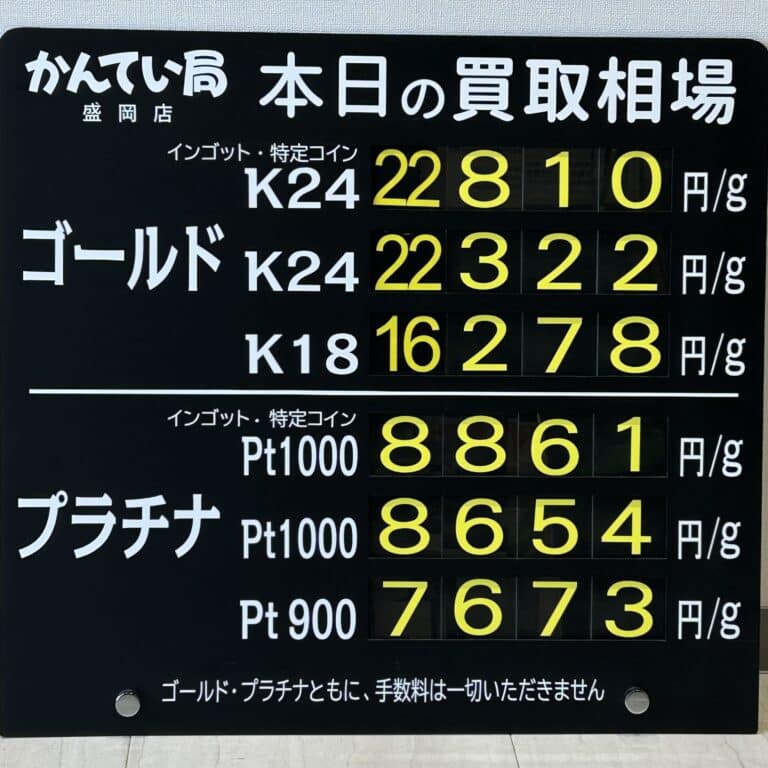 かんてい局 本日の買取相場
盛岡店
インゴット・特定コイン
K24 22810 円/g
ゴールド K24 22322 円/g
K18 16278 円/g
インゴット・特定コイン
Pt1000 8861 円/g
プラチナ Pt1000 8654 円/g
Pt900 7673 円/g
ゴールド・プラチナともに、手数料は一切いただきません